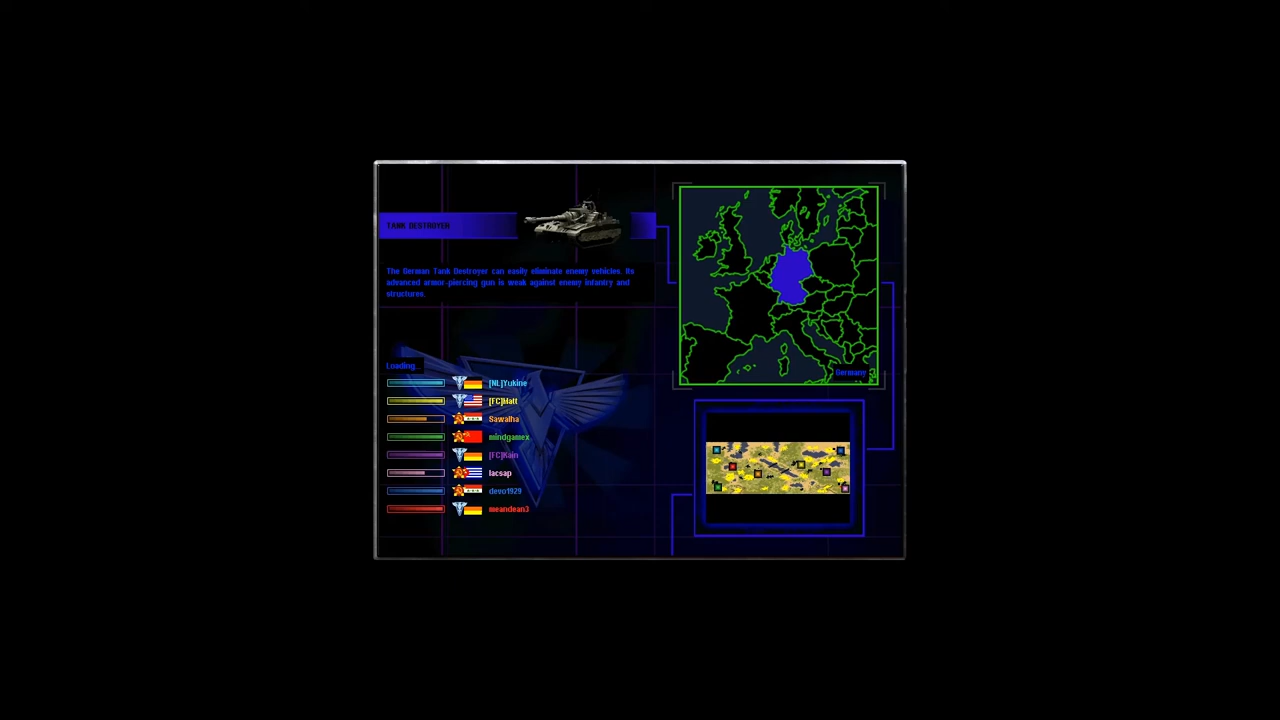 TANK DESTROYER
The German Tank Destroyer can easily eliminate enemy vehicles. Its
advanced armor-piercing gun is weak against enemy infantry and
structures.
Germany
Loading...
[NL]Yukine
[FC]Matt
Sawalha
mindgamex
[FC]Kain
lacsap
devo1929
meandean3